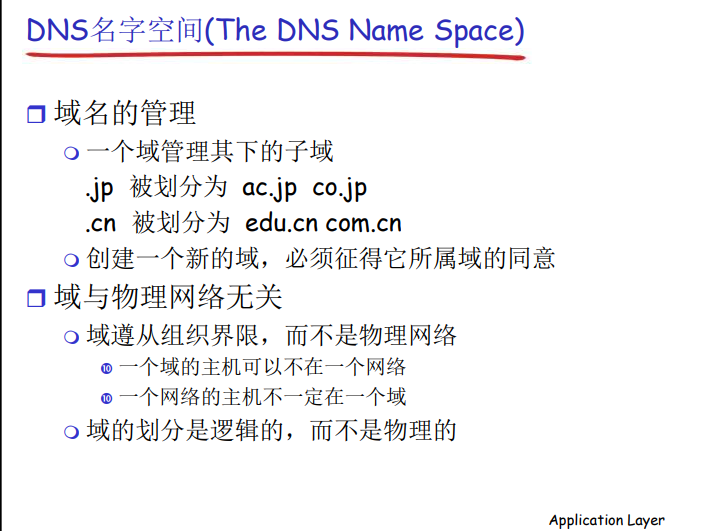 DNS名字空间(The DNS Name Space)
域名的管理
一个域管理其下的子域
.jp 被划分为 ac.jp co.jp
.cn 被划分为 edu.cn com.cn
创建一个新的域，必须征得它所属域的同意
域与物理网络无关
域遵从组织界限，而不是物理网络
⓾ 一个域的主机可以不在一个网络
⓾ 一个网络的主机不一定在一个域
域的划分是逻辑的，而不是物理的
Application Layer